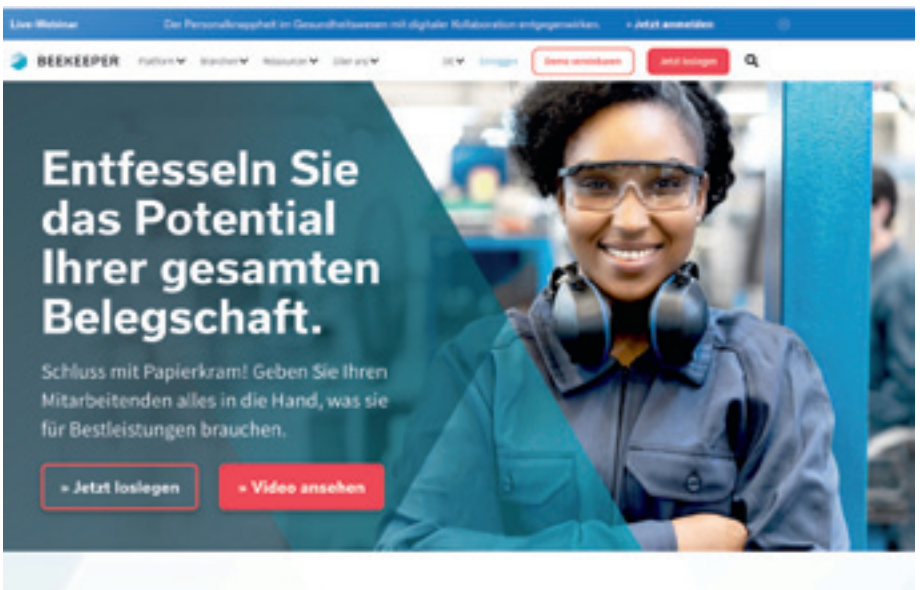 Live-Webinar
Der Personalknappheit im Gesundheitswesen mit digitaler Kollaboration entgegenwirken.
» Jetzt anmelden
BEEKEEPER
Plattform
Branchen
Ressourcen
Über uns
DE
Einloggen
Demo vereinbaren
Jetzt loslegen
Entfesseln Sie
das Potential
Ihrer gesamten
Belegschaft.
Schluss mit Papierkram! Geben Sie Ihren
Mitarbeitenden alles in die Hand, was sie
für Bestleistungen brauchen.
» Jetzt loslegen
» Video ansehen